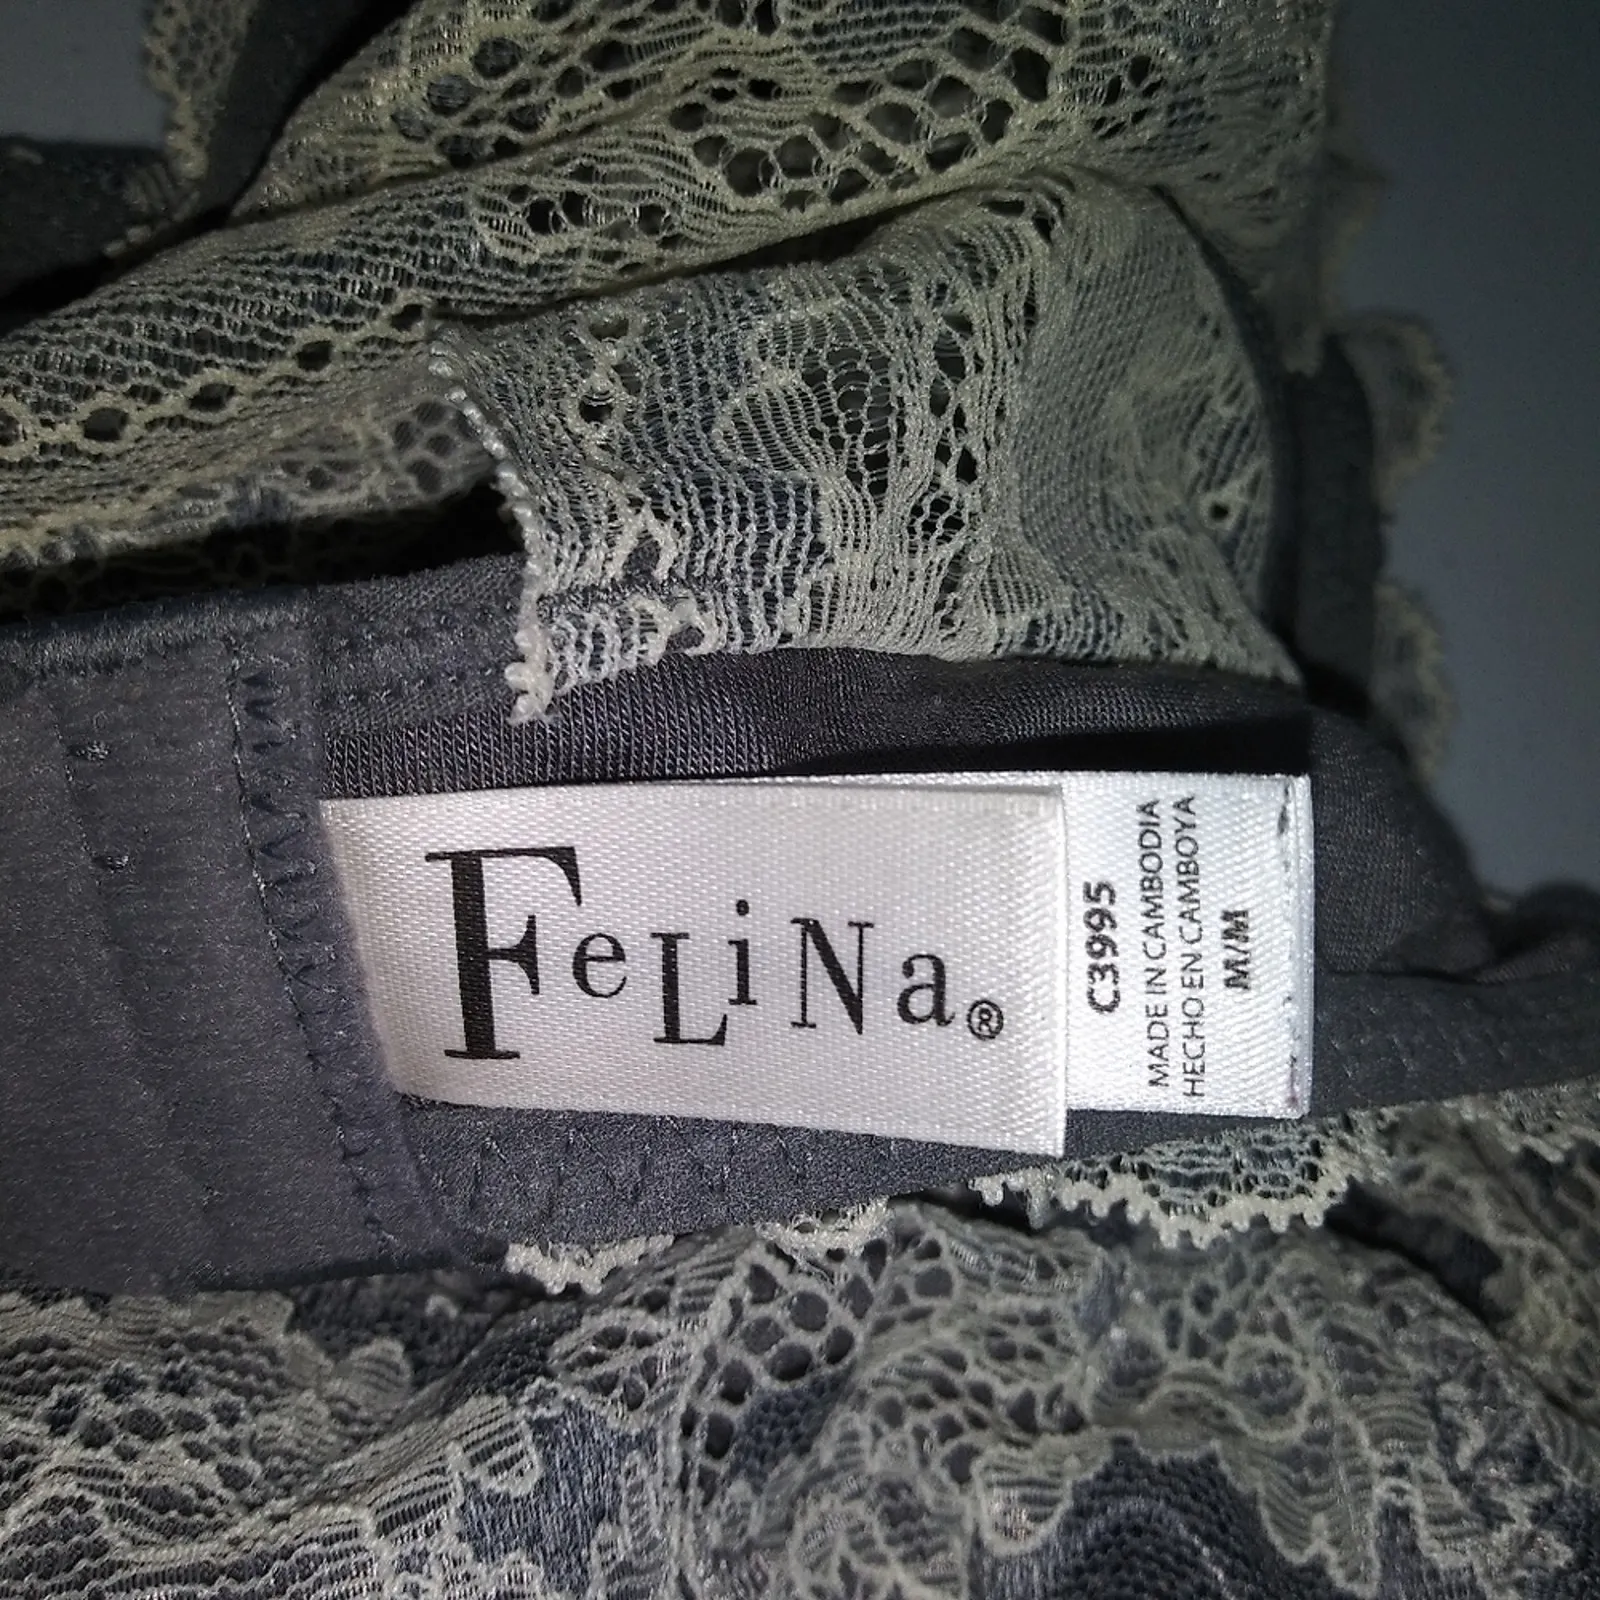 FeLiNa®
C3995
MADE IN CAMBODIA
HECHO EN CAMBOYA
M/M